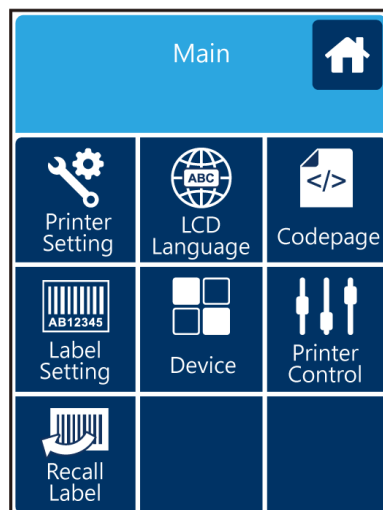 Main
ABC
</>
Printer
Setting
LCD
Language
Codepage
AB12345
Label
Setting
Device
Printer
Control
Recall
Label